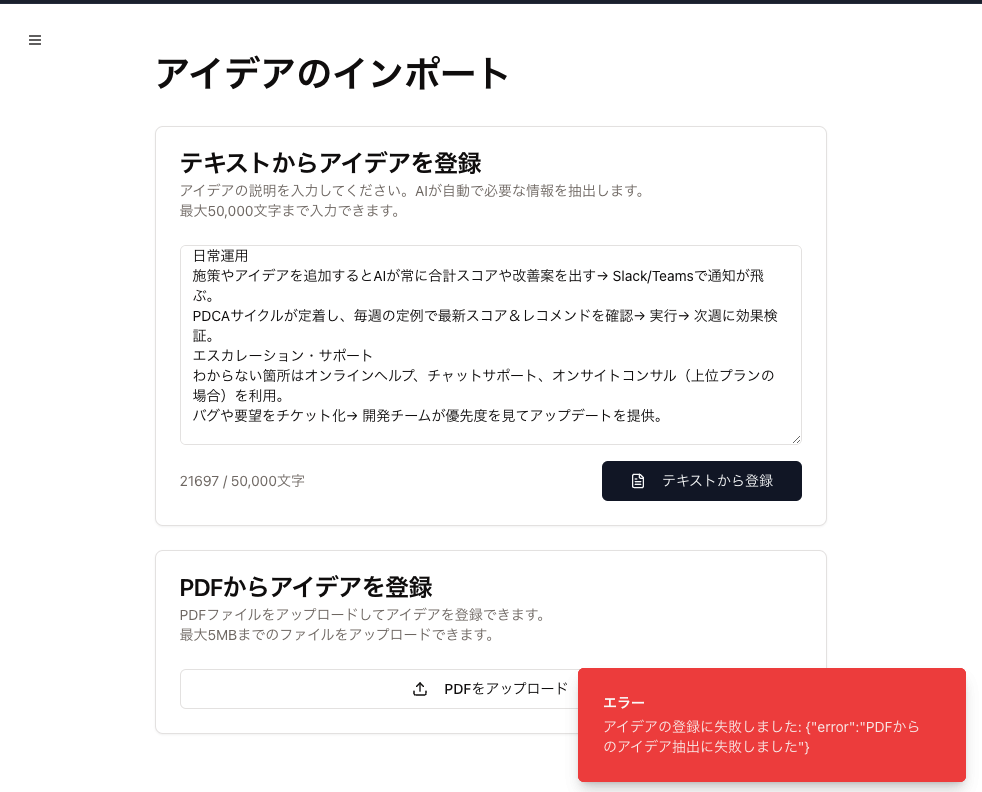 アイデアのインポート
テキストからアイデアを登録
アイデアの説明を入力してください。AIが自動で必要な情報を抽出します。
最大50,000文字まで入力できます。
日常運用
施策やアイデアを追加するとAIが常に合計スコアや改善案を出す→ Slack/Teamsで通知が飛
ぶ。
PDCAサイクルが定着し、毎週の定例で最新スコア＆レコメンドを確認→ 実行→ 次週に効果検
証。
エスカレーション・サポート
わからない箇所はオンラインヘルプ、チャットサポート、オンサイトコンサル（上位プランの
場合）を利用。
バグや要望をチケット化→ 開発チームが優先度を見てアップデートを提供。
21697 / 50,000文字
テキストから登録
PDFからアイデアを登録
PDFファイルをアップロードしてアイデアを登録できます。
最大5MBまでのファイルをアップロードできます。
PDFをアップロード
エラー
アイデアの登録に失敗しました: {"error":"PDFから
のアイデア抽出に失敗しました"}